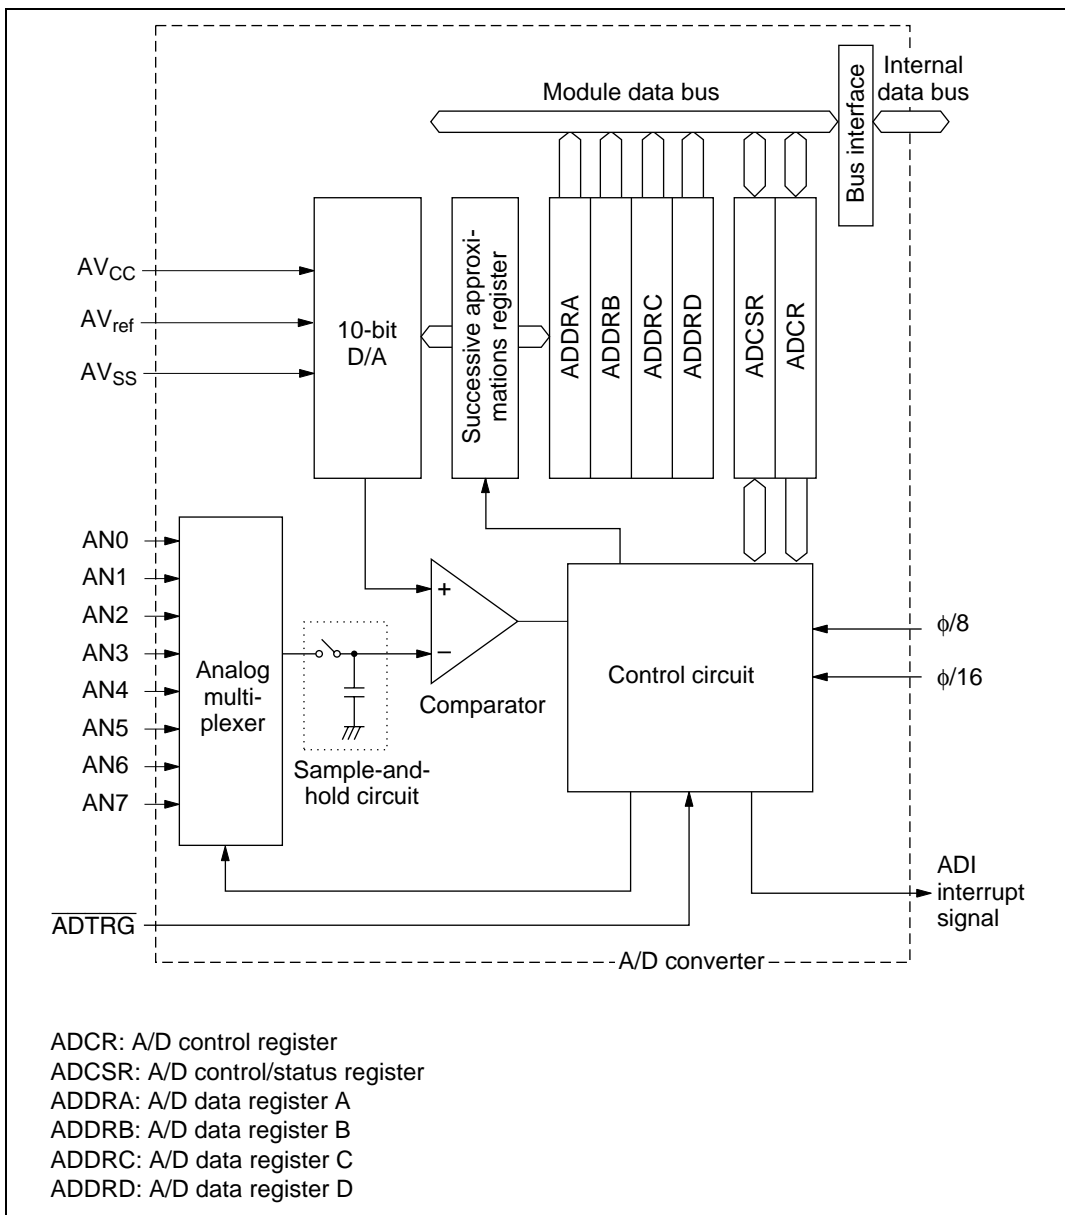 Module data bus
Internal
data bus
Bus interface
AVCC
AVref
AVSS
10-bit
D/A
Successive approxi-
mations register
ADDRA
ADDRB
ADDRC
ADDRD
ADCSR
ADCR
AN0
AN1
AN2
AN3
AN4
AN5
AN6
AN7
Analog
multi-
plexer
+
−
Comparator
Sample-and-
hold circuit
Control circuit
ϕ/8
ϕ/16
ADI
interrupt
signal
ADTRG
A/D converter
ADCR: A/D control register
ADCSR: A/D control/status register
ADDRA: A/D data register A
ADDRB: A/D data register B
ADDRC: A/D data register C
ADDRD: A/D data register D